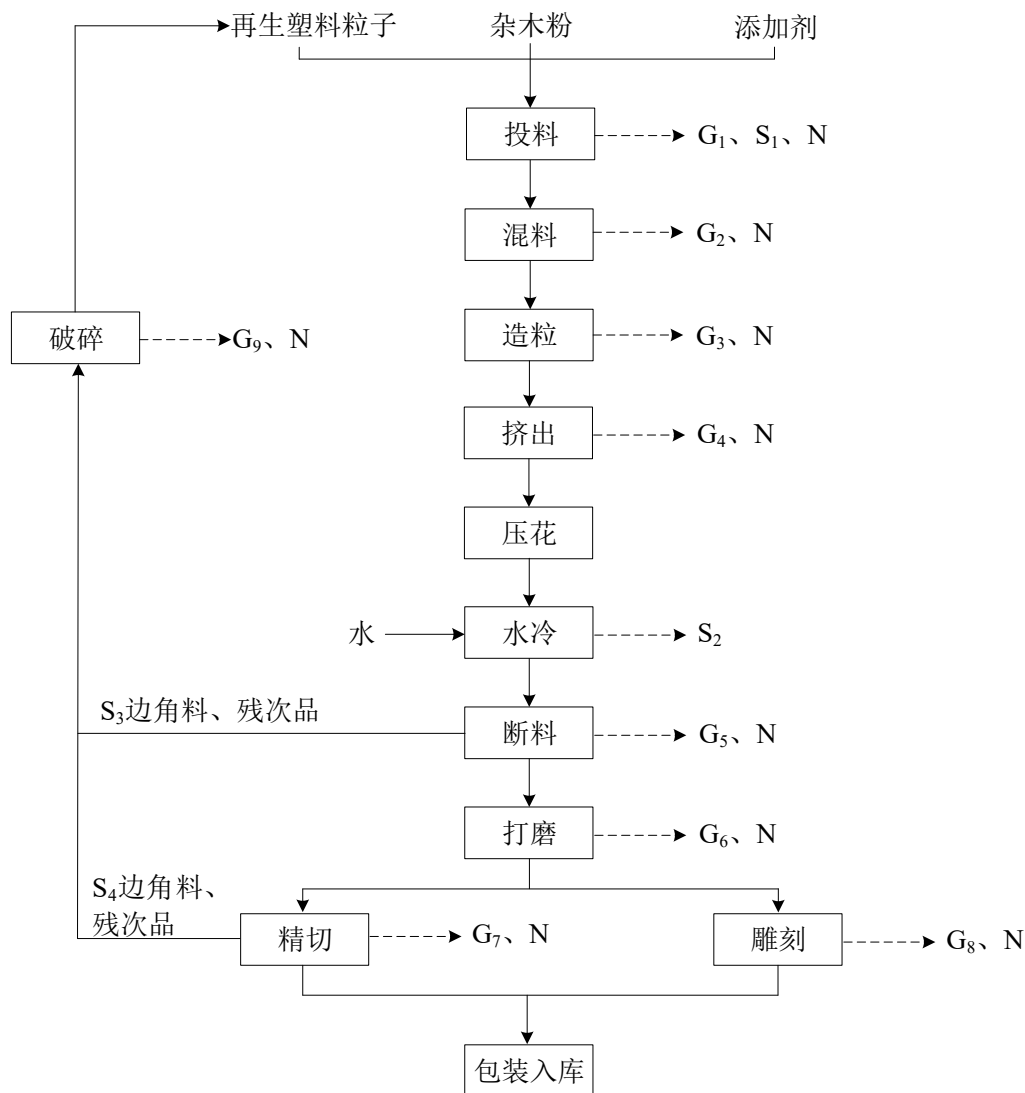 再生塑料粒子
杂木粉
添加剂
投料
G₁、S₁、N
混料
G₂、N
破碎
G₉、N
造粒
G₃、N
挤出
G₄、N
压花
水
水冷
S₂
S₃边角料、残次品
断料
G₅、N
打磨
G₆、N
S₄边角料、
残次品
精切
G₇、N
雕刻
G₈、N
包装入库